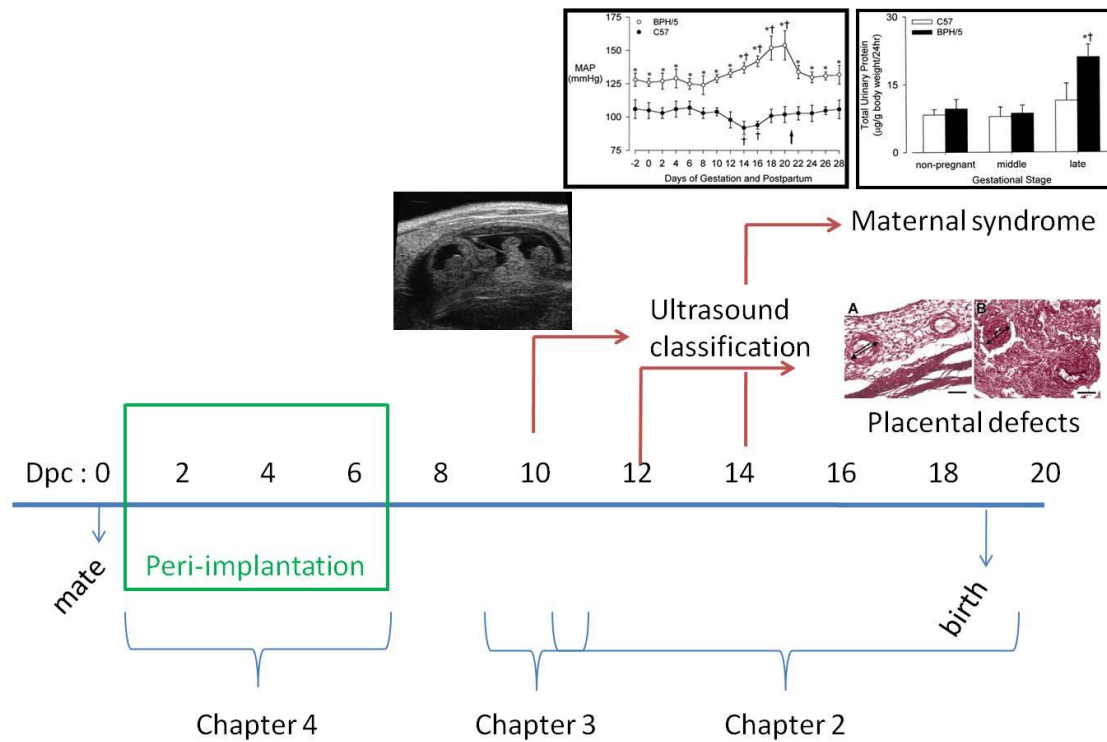 175
150
125
100
75
MAP
(mmHg)
BPH/5
C57
* * * * * * * * *† *† *† *† * * * *
† †
-2 0 2 4 6 8 10 12 14 16 18 20 22 24 26 28
Days of Gestation and Postpartum
30
15
0
Total Urinary Protein
(ug/g body weight/24hr)
C57
BPH/5
*†
non-pregnant middle late
Gestational Stage
Maternal syndrome
Ultrasound
classification
A B
Placental defects
Dpc : 0 2 4 6 8 10 12 14 16 18 20
Peri-implantation
mate
birth
Chapter 4 Chapter 3 Chapter 2